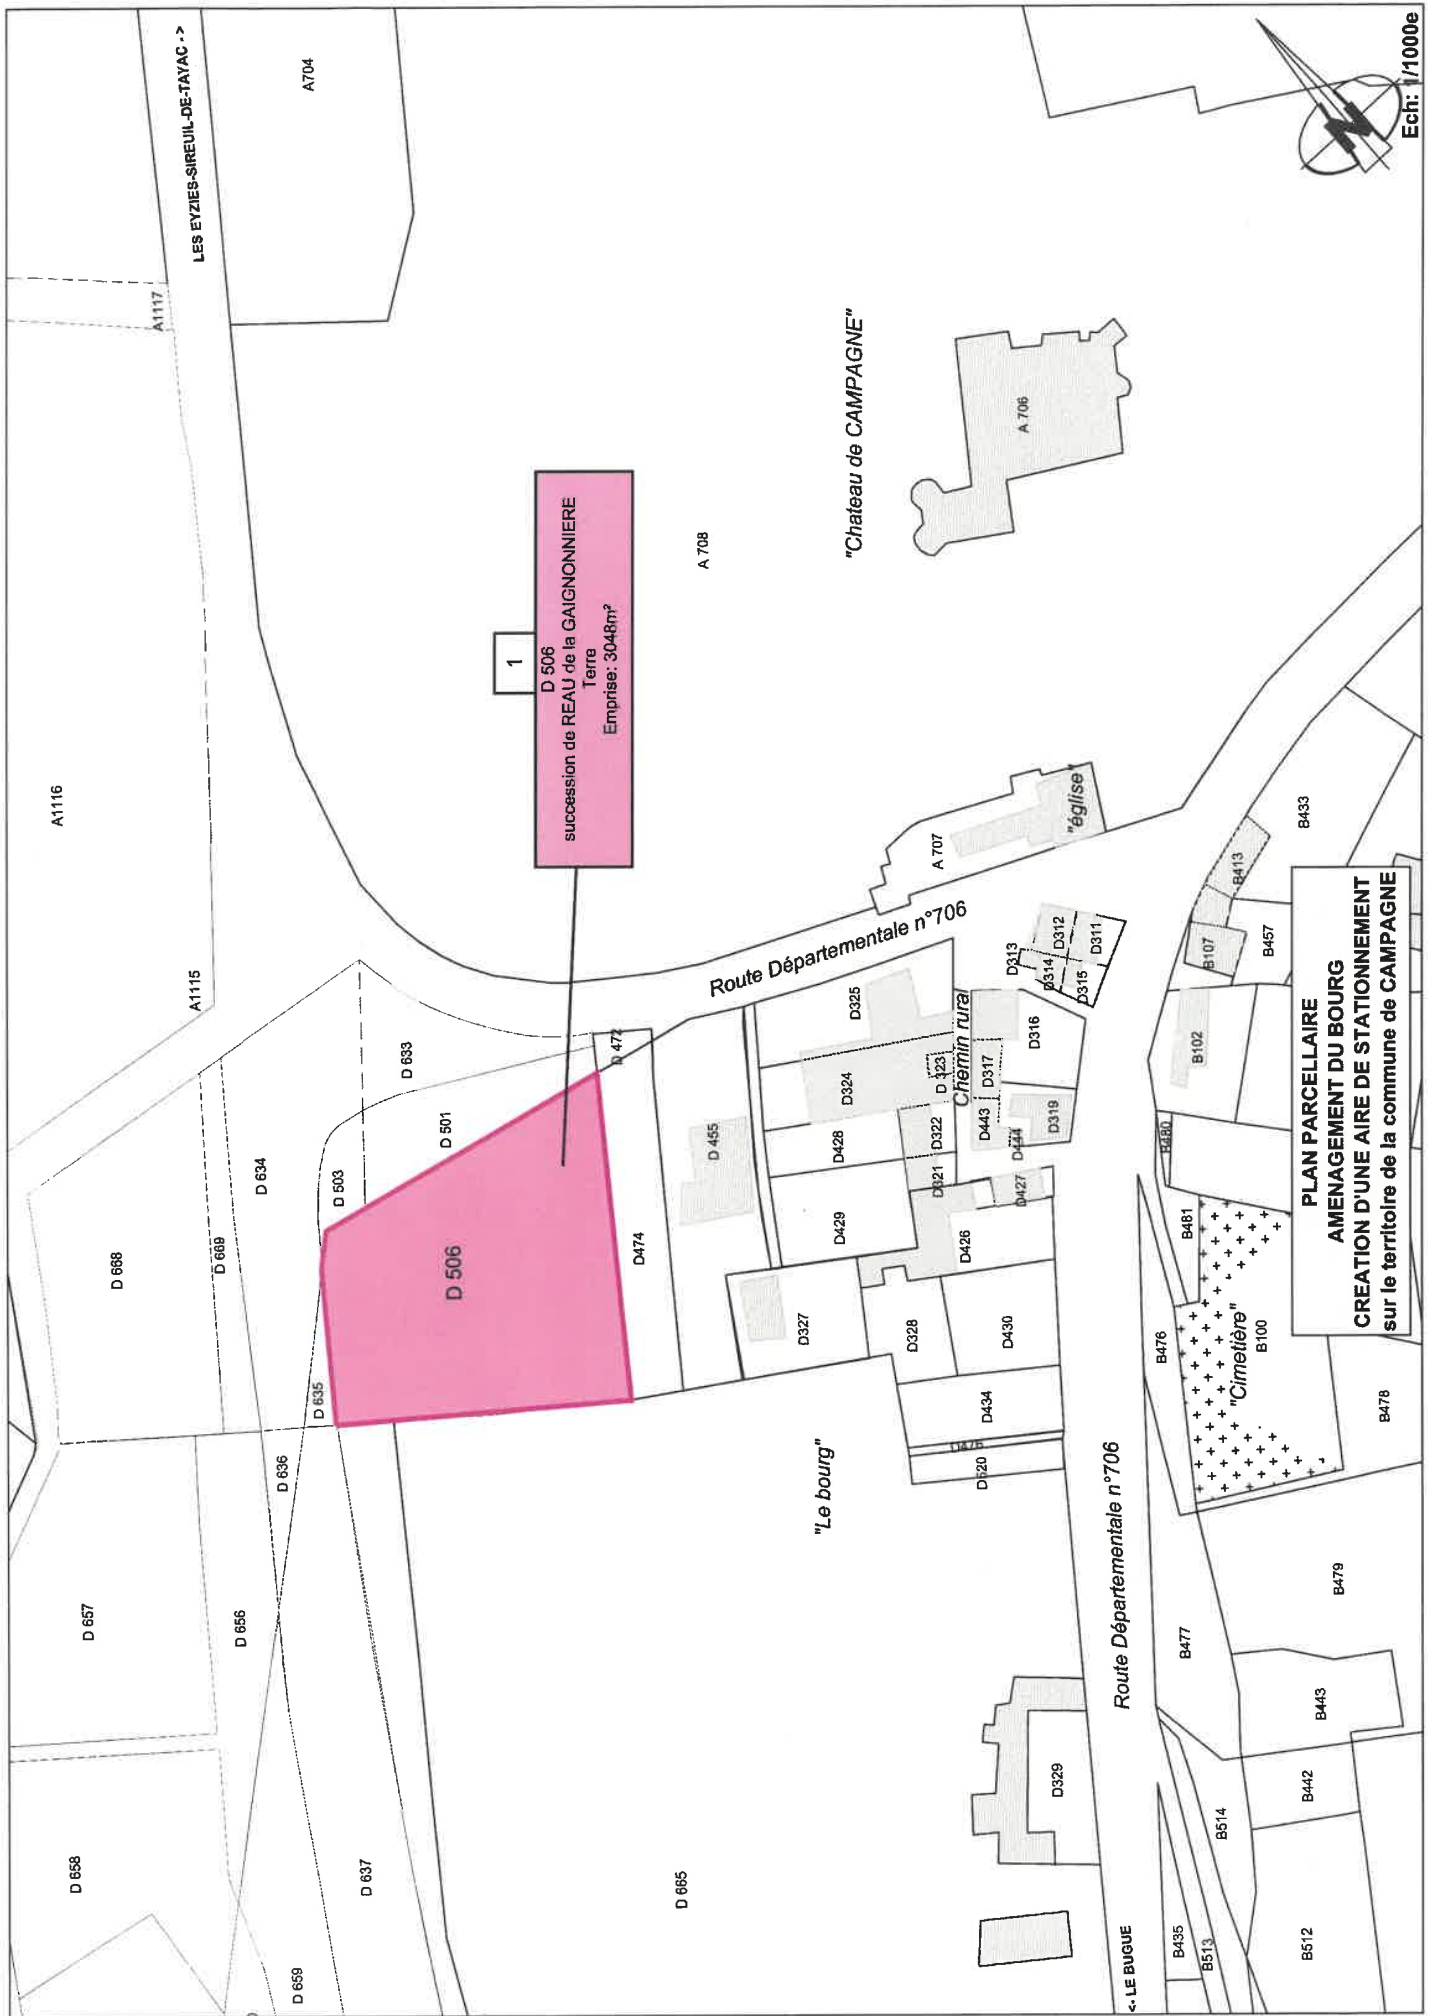 LES EYZIES-SIREUIL-DE-TAYAC ->
A704
A1117
A1116
A1115
1
D 506
succession de REAU de la GAIGNONNIERE
Terre
Emprise: 3048m²
A 708
"Chateau de CAMPAGNE"
A 706
A 707
"église"
Route Départementale n°706
D 668
D 669
D 634
D 633
D 503
D 501
D 635
D 506
D 472
D474
D 455
D 657
D 656
D 636
D 658
D 659
D 637
D 665
"Le bourg"
D325
D324
D 323
D428
D322
D321
D429
D426
D427
D327
D328
D430
D434
D476
D520
Chemin rural
D313
D312
D314
D311
D315
D316
D317
D443
D444
D319
D329
Route Départementale n°706
<- LE BUGUE
B433
B413
B107
B457
B102
B480
B481
B476
"Cimetière"
B100
B478
B479
B477
B443
B442
B514
B435
B513
B512
PLAN PARCELLAIRE
AMENAGEMENT DU BOURG
CREATION D'UNE AIRE DE STATIONNEMENT
sur le territoire de la commune de CAMPAGNE
N
Ech: 1/1000e